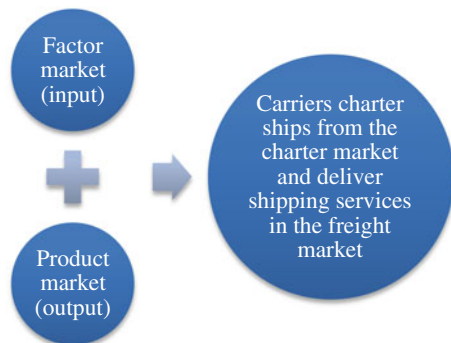 Factor
market
(input)
Product
market
(output)
Carriers charter
ships from the
charter market
and deliver
shipping services
in the freight
market